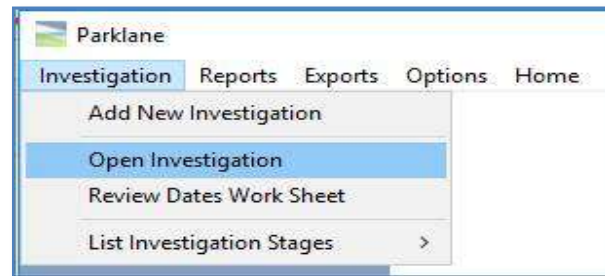 Parklane
Investigation Reports Exports Options Home
Add New Investigation
Open Investigation
Review Dates Work Sheet
List Investigation Stages >